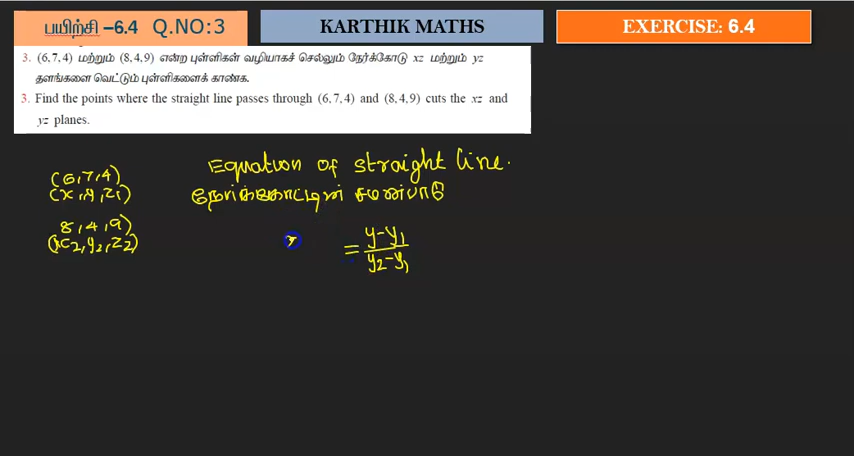 பயிற்சி –6.4 Q.NO:3
KARTHIK MATHS
EXERCISE: 6.4
3. (6,7,4) மற்றும் (8,4,9) என்ற புள்ளிகள் வழியாகச் செல்லும் நேர்க்கோடு xz மற்றும் yz
தளங்களை வெட்டும் புள்ளிகளைக் காண்க.
3. Find the points where the straight line passes through (6,7,4) and (8,4,9) cuts the xz and
yz planes.
Equation of straight line.
நேர்க்கோட்டின் சமன்பாடு
(6,7,4)
(x,y,z1)
8,4,9)
(x2,y2,z2)
= y-y1
y2-y1